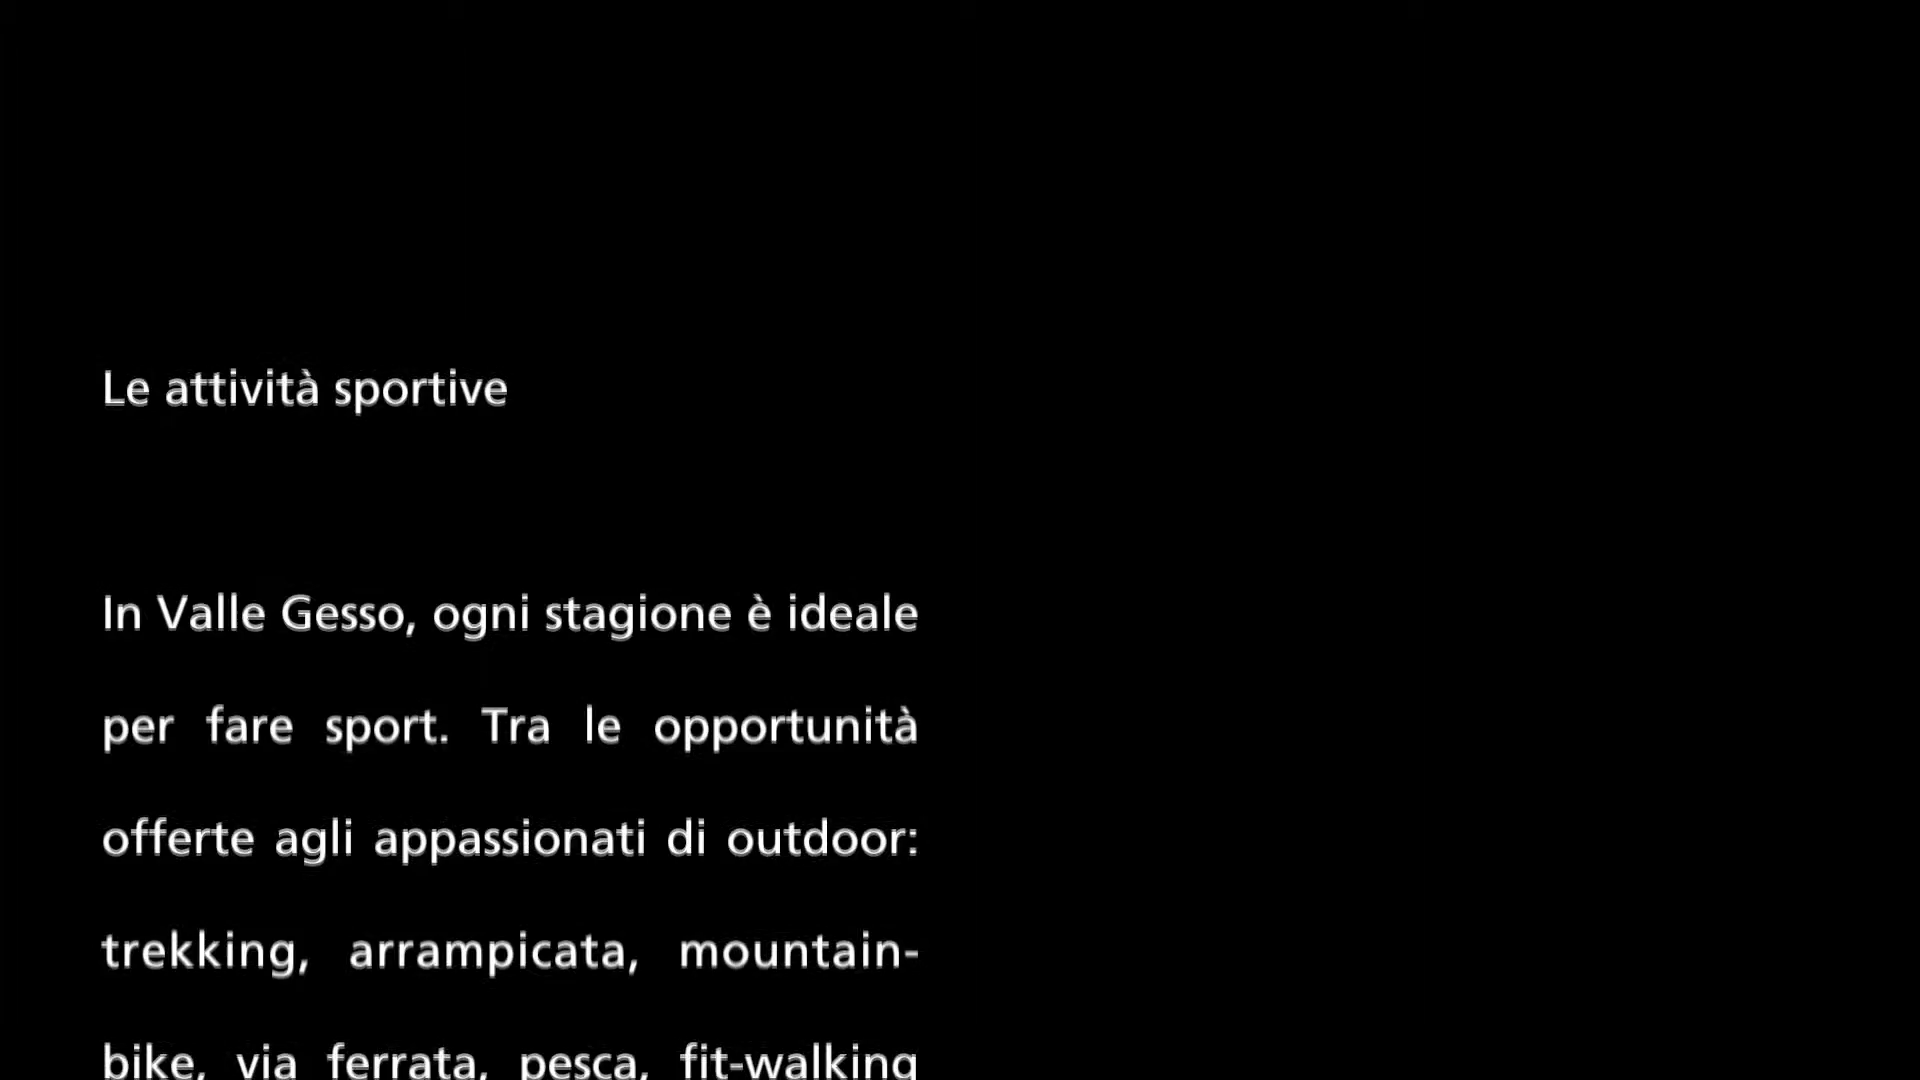 Le attività sportive
In Valle Gesso, ogni stagione è ideale
per fare sport. Tra le opportunità
offerte agli appassionati di outdoor:
trekking, arrampicata, mountain-
bike, via ferrata, pesca, fit-walking